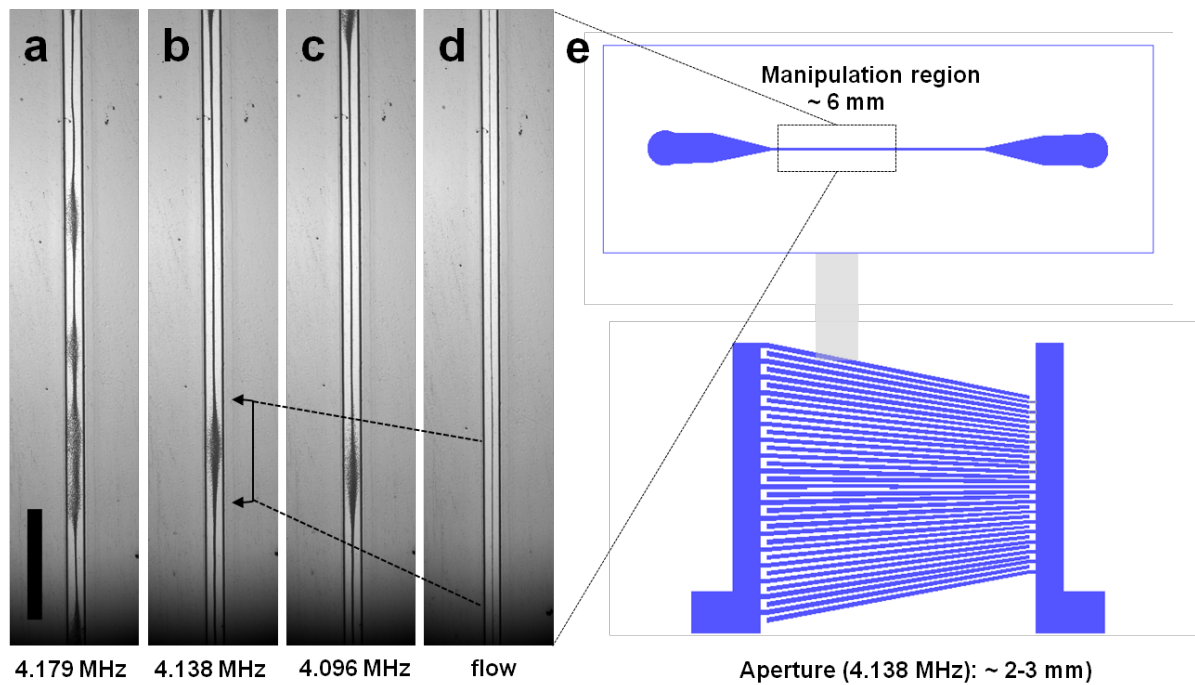 a
b
c
d
e
Manipulation region
~ 6 mm
4.179 MHz
4.138 MHz
4.096 MHz
flow
Aperture (4.138 MHz): ~ 2-3 mm)